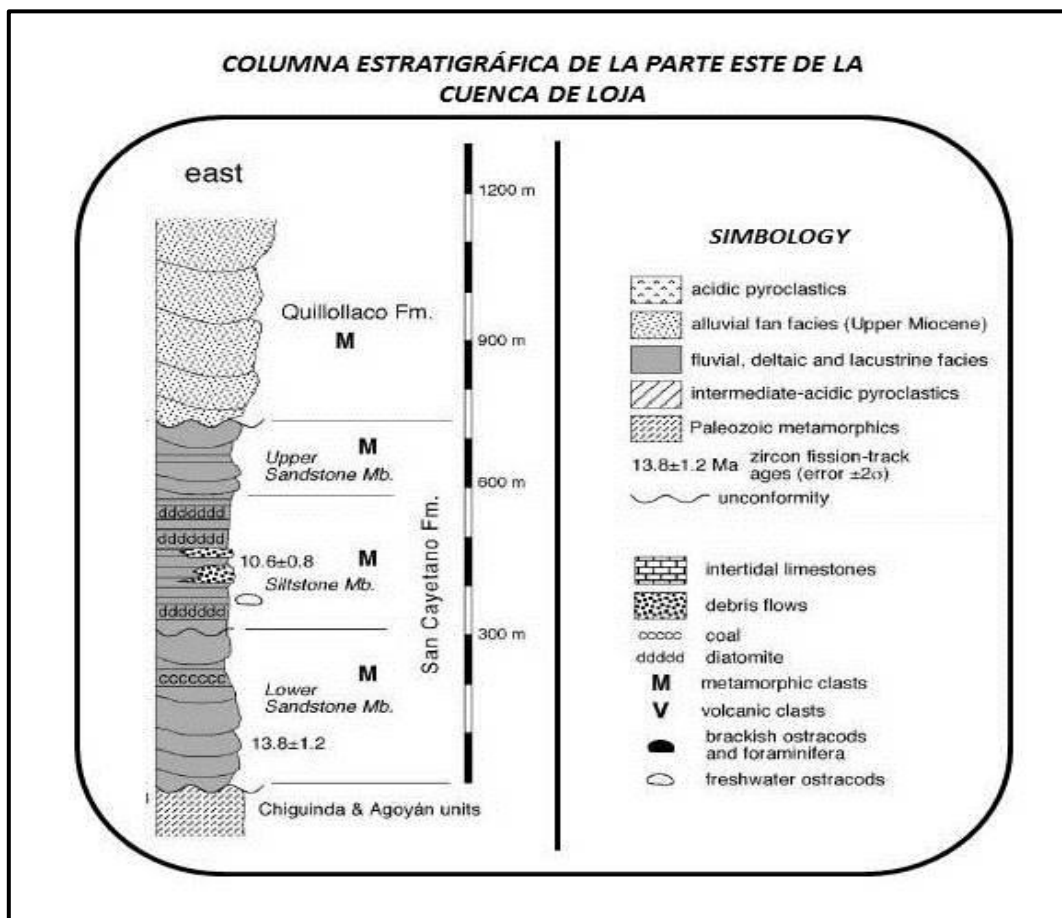 COLUMNA ESTRATIGRÁFICA DE LA PARTE ESTE DE LA
CUENCA DE LOJA
east
1200 m
Quillollaco Fm.
M
900 m
M
Upper
Sandstone Mb.
600 m
ddddddd
ddddddd
10.6±0.8
M
Siltstone Mb.
ddddddd
San Cayetano Fm.
300 m
ccccccc
M
Lower
Sandstone Mb.
13.8±1.2
Chiguinda & Agoyán units
SIMBOLOGY
acidic pyroclastics
alluvial fan facies (Upper Miocene)
fluvial, deltaic and lacustrine facies
intermediate-acidic pyroclastics
Paleozoic metamorphics
13.8±1.2 Ma zircon fission-track
ages (error ±2σ)
unconformity
intertidal limestones
debris flows
ccccc coal
ddddd diatomite
M metamorphic clasts
V volcanic clasts
brackish ostracods
and foraminifera
freshwater ostracods